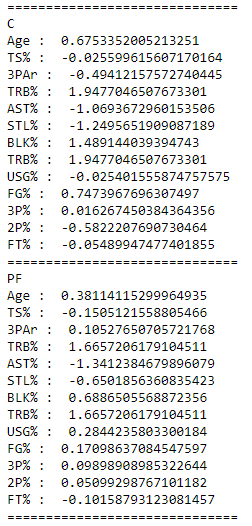 ==============================
C
Age :  0.6753352005213251
TS% :  -0.025599615607170164
3PAr :  -0.49412157572740445
TRB% :  1.9477046507673301
AST% :  -1.0693672960153506
STL% :  -1.2495651909087189
BLK% :  1.489144039394743
TRB% :  1.9477046507673301
USG% :  -0.025401555874757575
FG% :  0.7473967696307497
3P% :  0.016267450384364356
2P% :  -0.5822207690730464
FT% :  -0.05489947477401855
==============================
PF
Age :  0.38114115299964935
TS% :  -0.1505121558805466
3PAr :  0.10527650705721768
TRB% :  1.6657206179104511
AST% :  -1.3412384679896079
STL% :  -0.6501856360835423
BLK% :  0.6886505568872356
TRB% :  1.6657206179104511
USG% :  0.2844235803300184
FG% :  0.17098637084547597
3P% :  0.09898908985322644
2P% :  0.05099298767101182
FT% :  -0.10158793123081457
==============================